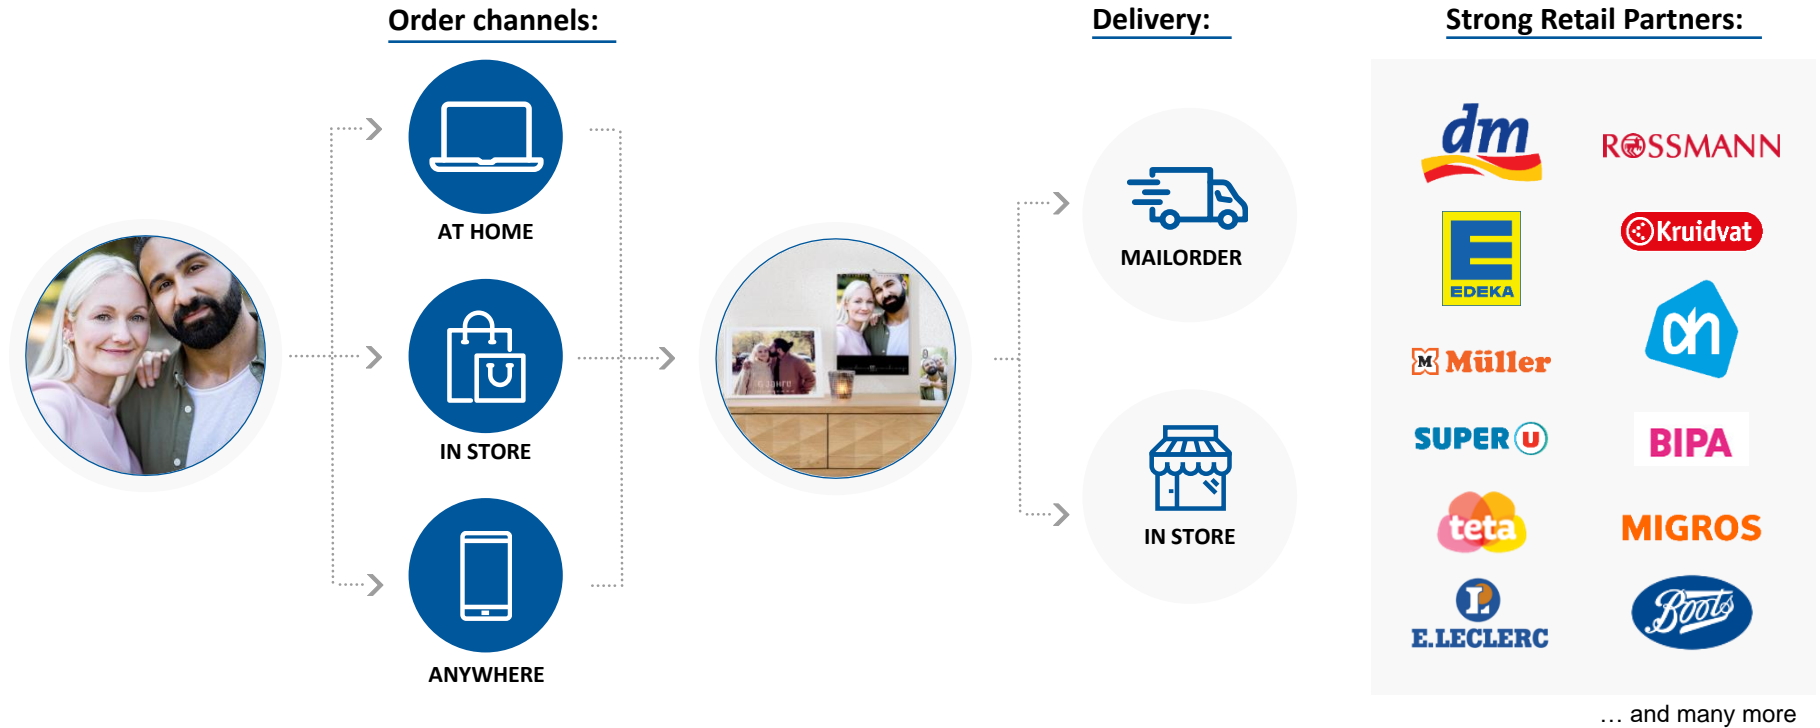 Order channels:
Delivery:
Strong Retail Partners:
AT HOME
IN STORE
ANYWHERE
MAILORDER
IN STORE
dm
ROSSMANN
EDEKA
Kruidvat
M Müller
ah
SUPER U
BIPA
teta
MIGROS
L
E.LECLERC
Boots
… and many more